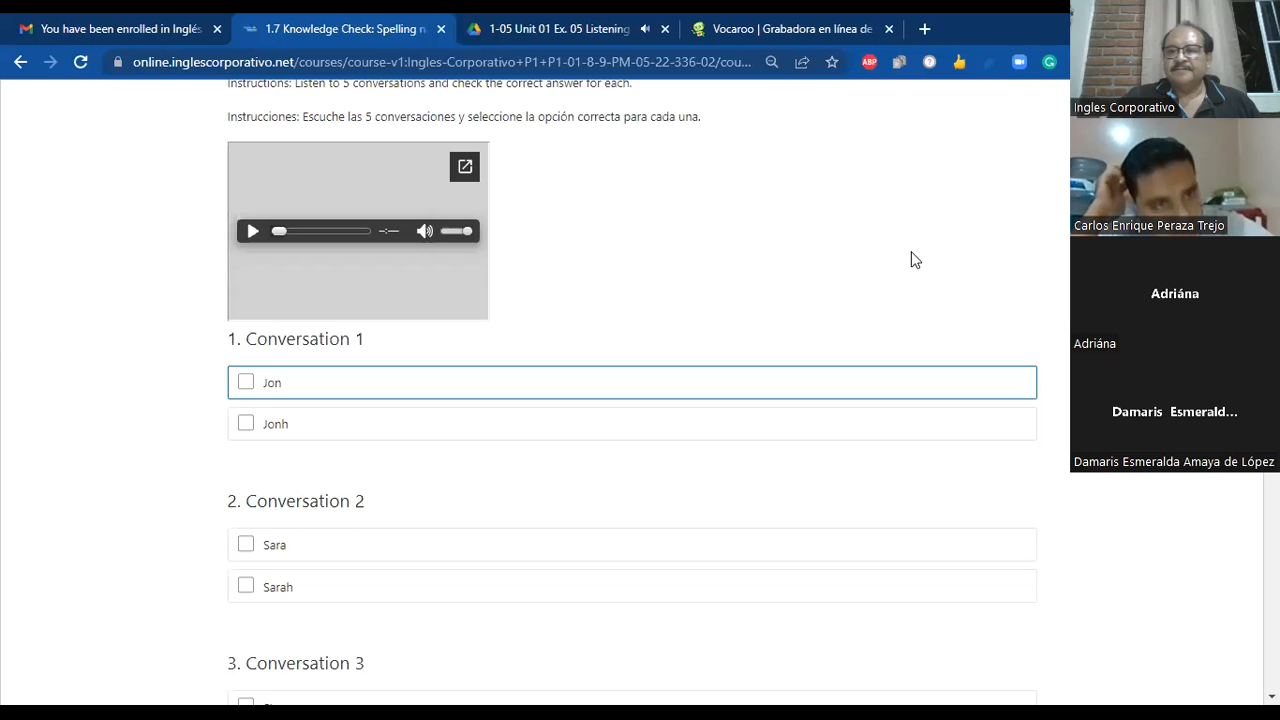 You have been enrolled in Inglés
1.7 Knowledge Check: Spelling n
1-05 Unit 01 Ex. 05 Listening
Vocaroo | Grabadora en línea de
online.inglescorporativo.net/courses/course-v1:Ingles-Corporativo+P1+P1-01-8-9-PM-05-22-336-02/cou...
ABP
Instructions: Listen to 5 conversations and check the correct answer for each.
Instrucciones: Escuche las 5 conversaciones y seleccione la opción correcta para cada una.
-:--
1. Conversation 1
Jon
Jonh
2. Conversation 2
Sara
Sarah
3. Conversation 3
Ingles Corporativo
Carlos Enrique Peraza Trejo
Adriána
Adriána
Damaris Esmerald...
Damaris Esmeralda Amaya de López